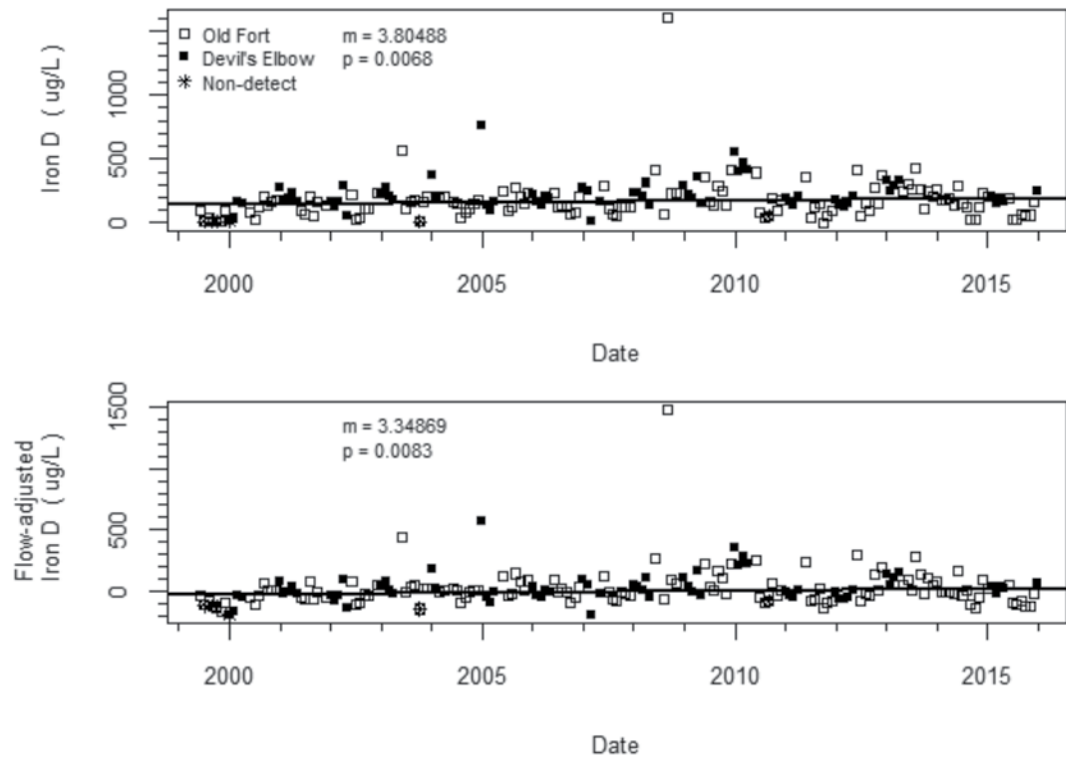 □ Old Fort m = 3.80488
■ Devil's Elbow p = 0.0068
✳ Non-detect
Iron D ( ug/L )
1000
500
0
2000 2005 2010 2015
Date
m = 3.34869
p = 0.0083
Flow-adjusted
Iron D ( ug/L )
1500
500
0
2000 2005 2010 2015
Date